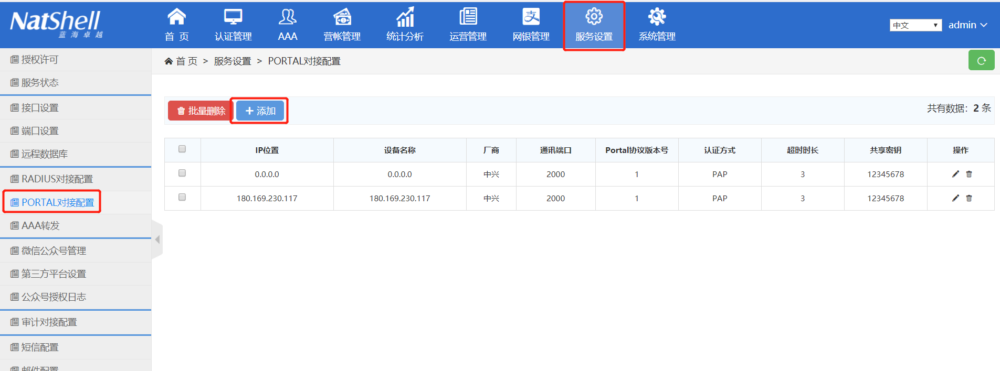 NatShell
蓝海卓越
首 页
认证管理
AAA
营帐管理
统计分析
运营管理
网银管理
服务设置
系统管理
中文
admin
授权许可
服务状态
接口设置
端口设置
远程数据库
RADIUS对接配置
PORTAL对接配置
AAA转发
微信公众号管理
第三方平台设置
公众号授权日志
审计对接配置
短信配置
邮件配置
首 页 > 服务设置 > PORTAL对接配置
批量删除 添加
共有数据：2 条
IP位置 设备名称 厂商 通讯端口 Portal协议版本号 认证方式 超时时长 共享密钥 操作
0.0.0.0 0.0.0.0 中兴 2000 1 PAP 3 12345678
180.169.230.117 180.169.230.117 中兴 2000 1 PAP 3 12345678